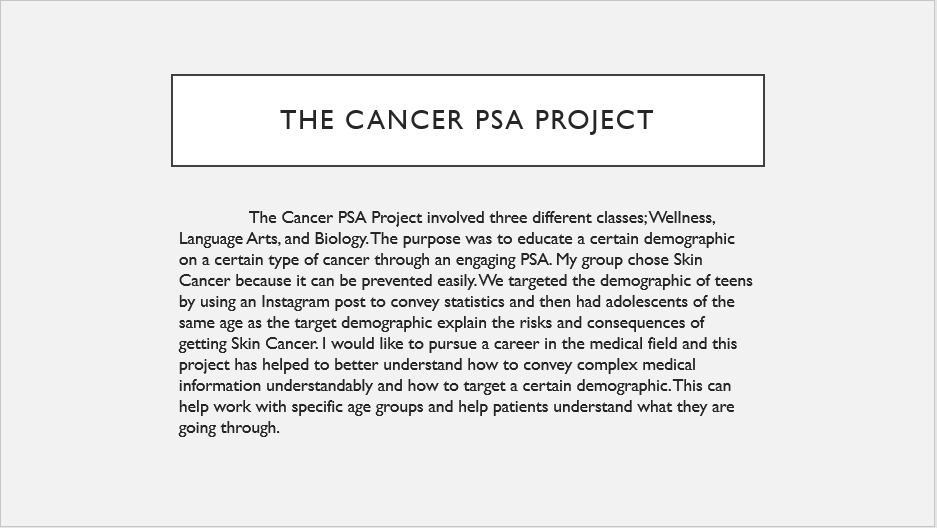 THE CANCER PSA PROJECT
The Cancer PSA Project involved three different classes; Wellness,
Language Arts, and Biology. The purpose was to educate a certain demographic
on a certain type of cancer through an engaging PSA. My group chose Skin
Cancer because it can be prevented easily. We targeted the demographic of teens
by using an Instagram post to convey statistics and then had adolescents of the
same age as the target demographic explain the risks and consequences of
getting Skin Cancer. I would like to pursue a career in the medical field and this
project has helped to better understand how to convey complex medical
information understandably and how to target a certain demographic. This can
help work with specific age groups and help patients understand what they are
going through.